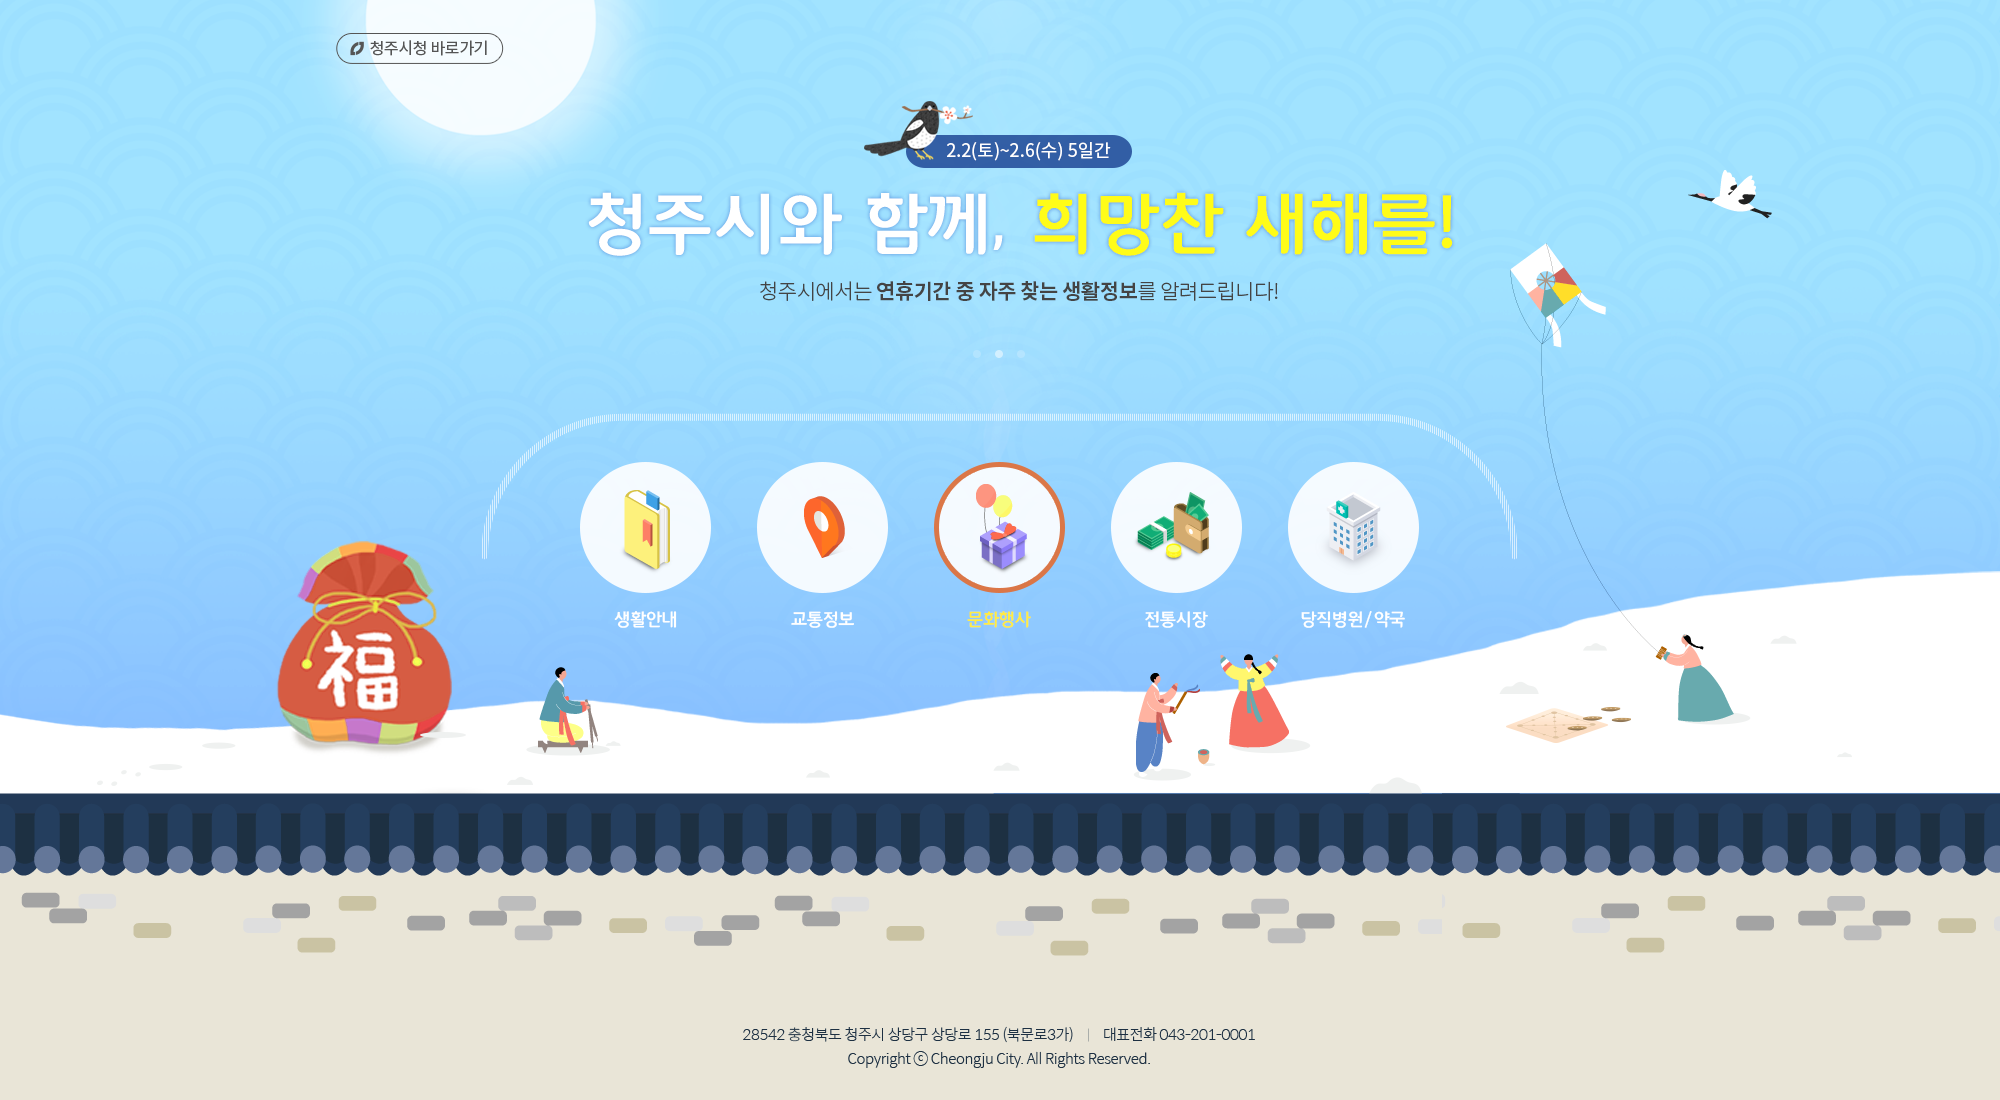 청주시청 바로가기
2.2(토)~2.6(수) 5일간
청주시와 함께, 희망찬 새해를!
청주시에서는 연휴기간 중 자주 찾는 생활정보를 알려드립니다!
생활안내
교통정보
문화행사
전통시장
당직병원/약국
福
28542 충청북도 청주시 상당구 상당로 155 (북문로3가) | 대표전화 043-201-0001
Copyright ⓒ Cheongju City. All Rights Reserved.